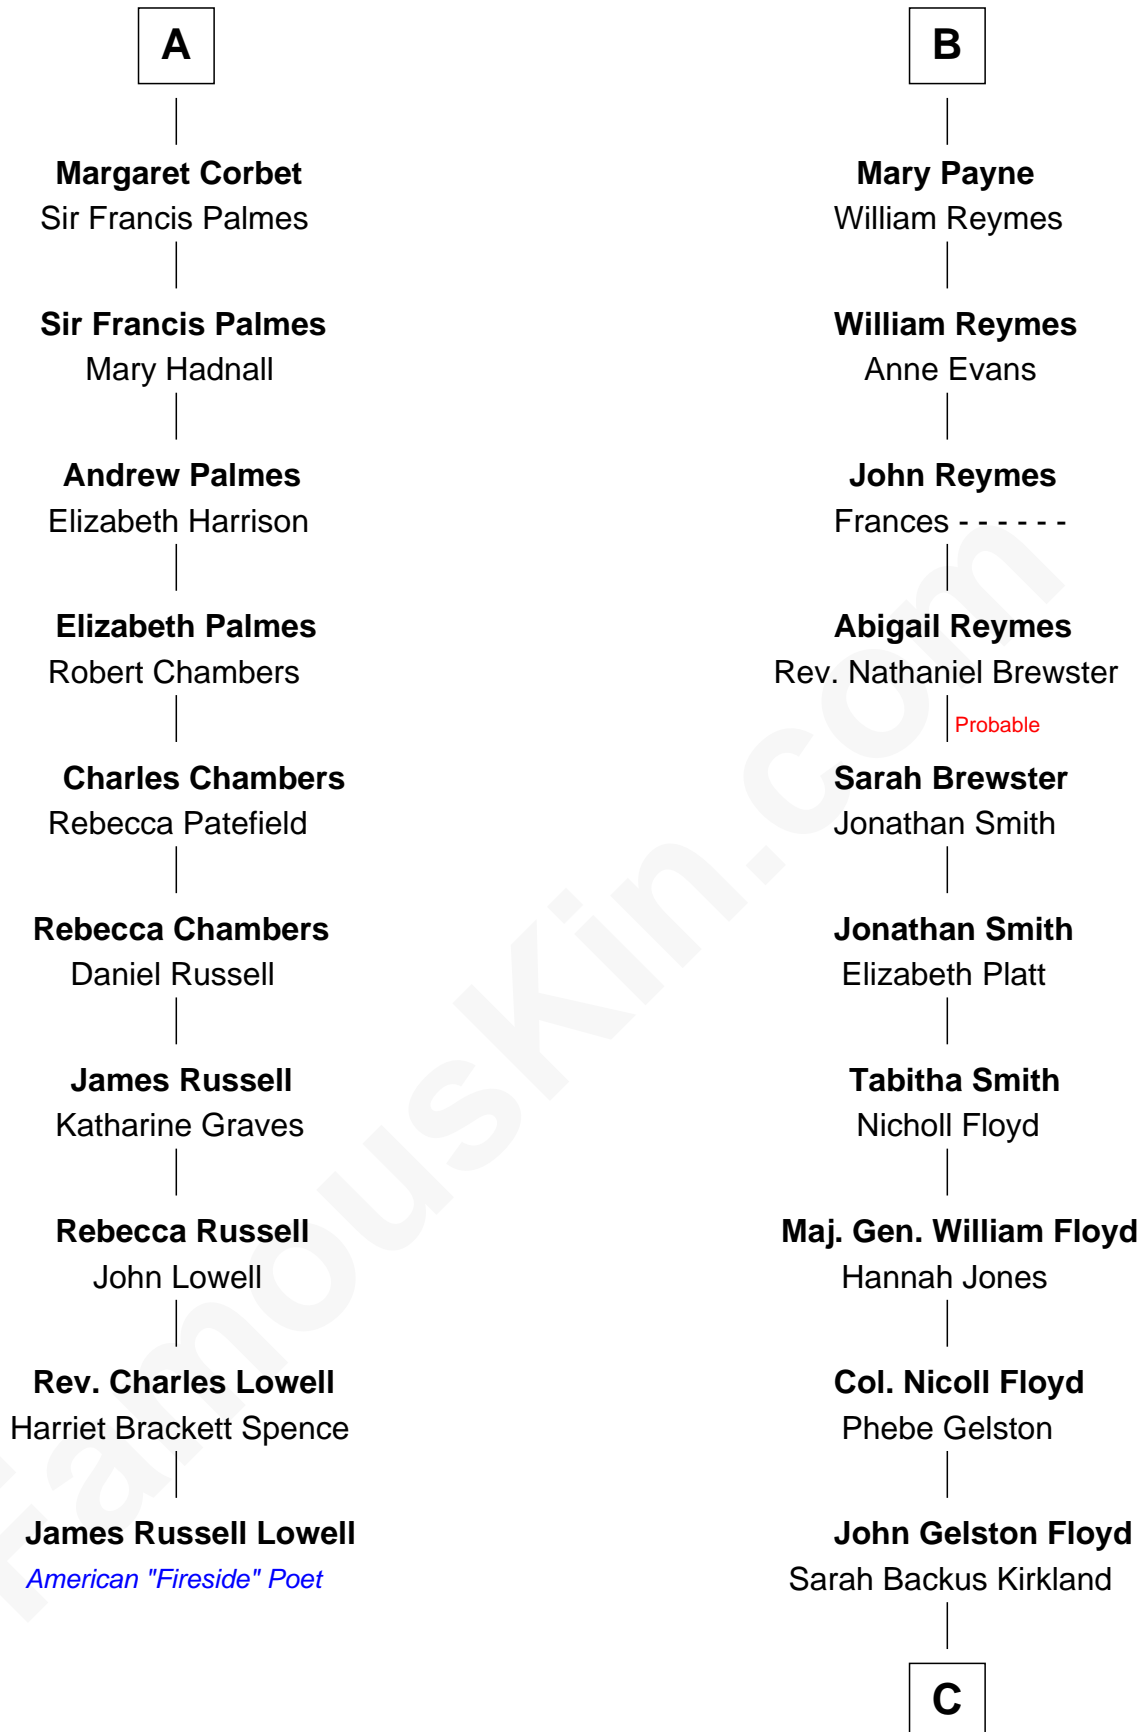 A
Margaret Corbet
Sir Francis Palmes
Sir Francis Palmes
Mary Hadnall
Andrew Palmes
Elizabeth Harrison
Elizabeth Palmes
Robert Chambers
Charles Chambers
Rebecca Patefield
Rebecca Chambers
Daniel Russell
James Russell
Katharine Graves
Rebecca Russell
John Lowell
Rev. Charles Lowell
Harriet Brackett Spence
James Russell Lowell
American "Fireside" Poet
B
Mary Payne
William Reymes
William Reymes
Anne Evans
John Reymes
Frances - - - - - -
Abigail Reymes
Rev. Nathaniel Brewster
Probable
Sarah Brewster
Jonathan Smith
Jonathan Smith
Elizabeth Platt
Tabitha Smith
Nicholl Floyd
Maj. Gen. William Floyd
Hannah Jones
Col. Nicoll Floyd
Phebe Gelston
John Gelston Floyd
Sarah Backus Kirkland
C
FamousKin.com